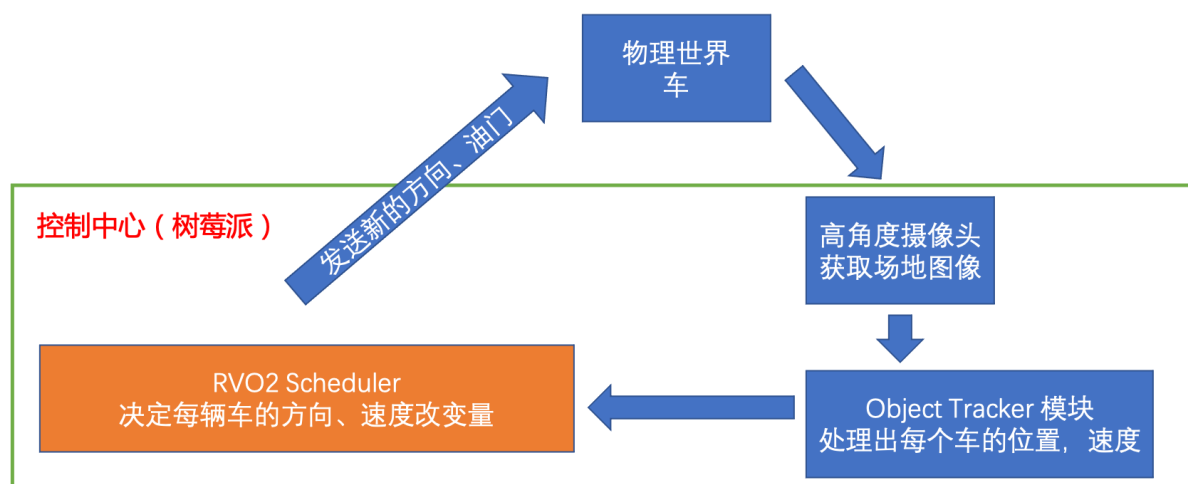 物理世界
车
发送新的方向、油门
控制中心（树莓派）
高角度摄像头
获取场地图像
RVO2 Scheduler
决定每辆车的方向、速度改变量
Object Tracker 模块
处理出每个车的位置，速度